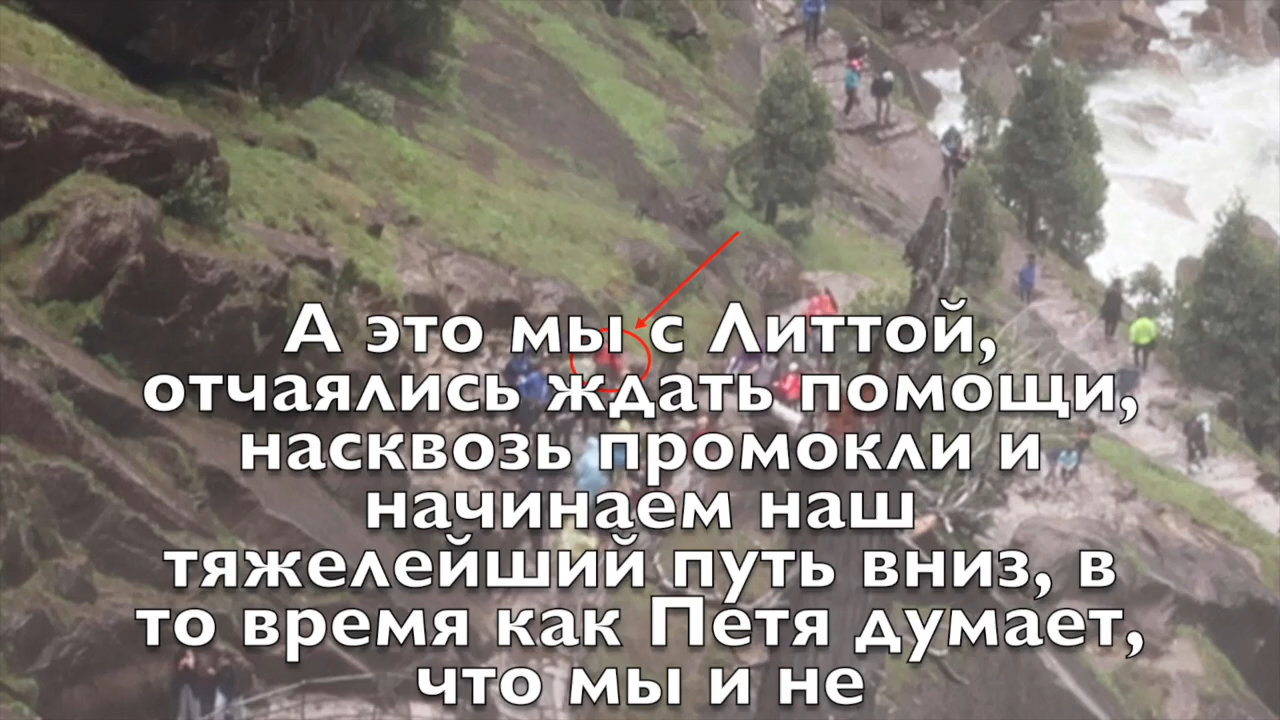 А это мы с Литтой,
отчаялись ждать помощи,
насквозь промокли и
начинаем наш
тяжелейший путь вниз, в
то время как Петя думает,
что мы и не